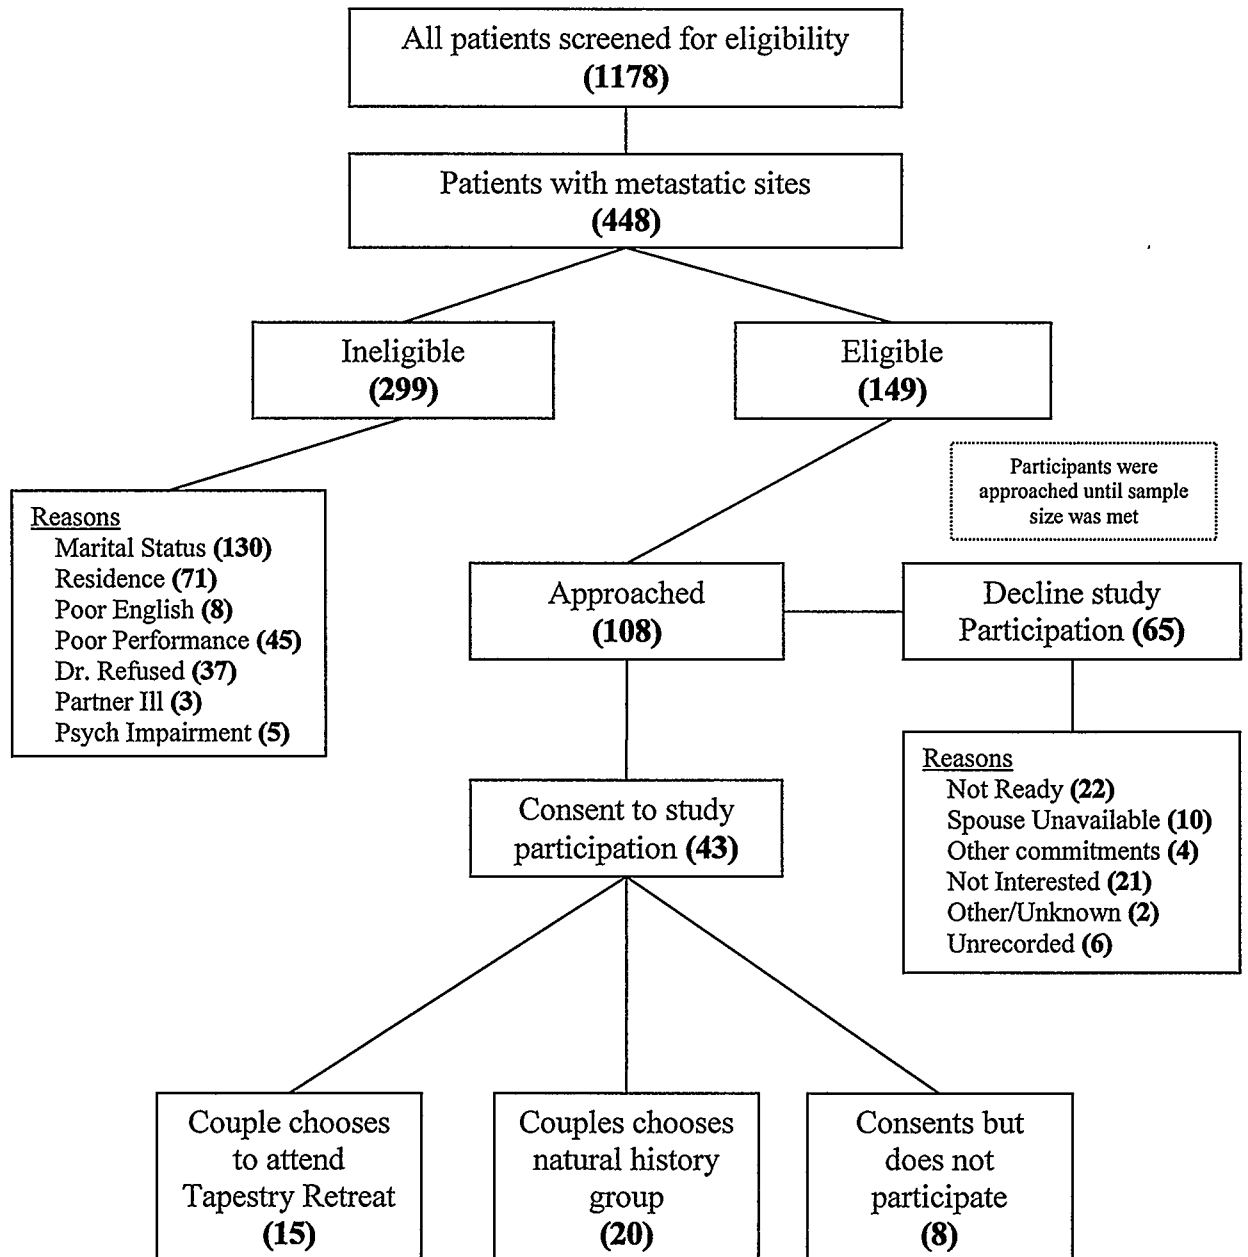 All patients screened for eligibility
(1178)
Patients with metastatic sites
(448)
Ineligible
(299)
Eligible
(149)
Participants were
approached until sample
size was met
Reasons
Marital Status (130)
Residence (71)
Poor English (8)
Poor Performance (45)
Dr. Refused (37)
Partner Ill (3)
Psych Impairment (5)
Approached
(108)
Decline study
Participation (65)
Reasons
Not Ready (22)
Spouse Unavailable (10)
Other commitments (4)
Not Interested (21)
Other/Unknown (2)
Unrecorded (6)
Consent to study
participation (43)
Couple chooses
to attend
Tapestry Retreat
(15)
Couples chooses
natural history
group
(20)
Consents but
does not
participate
(8)